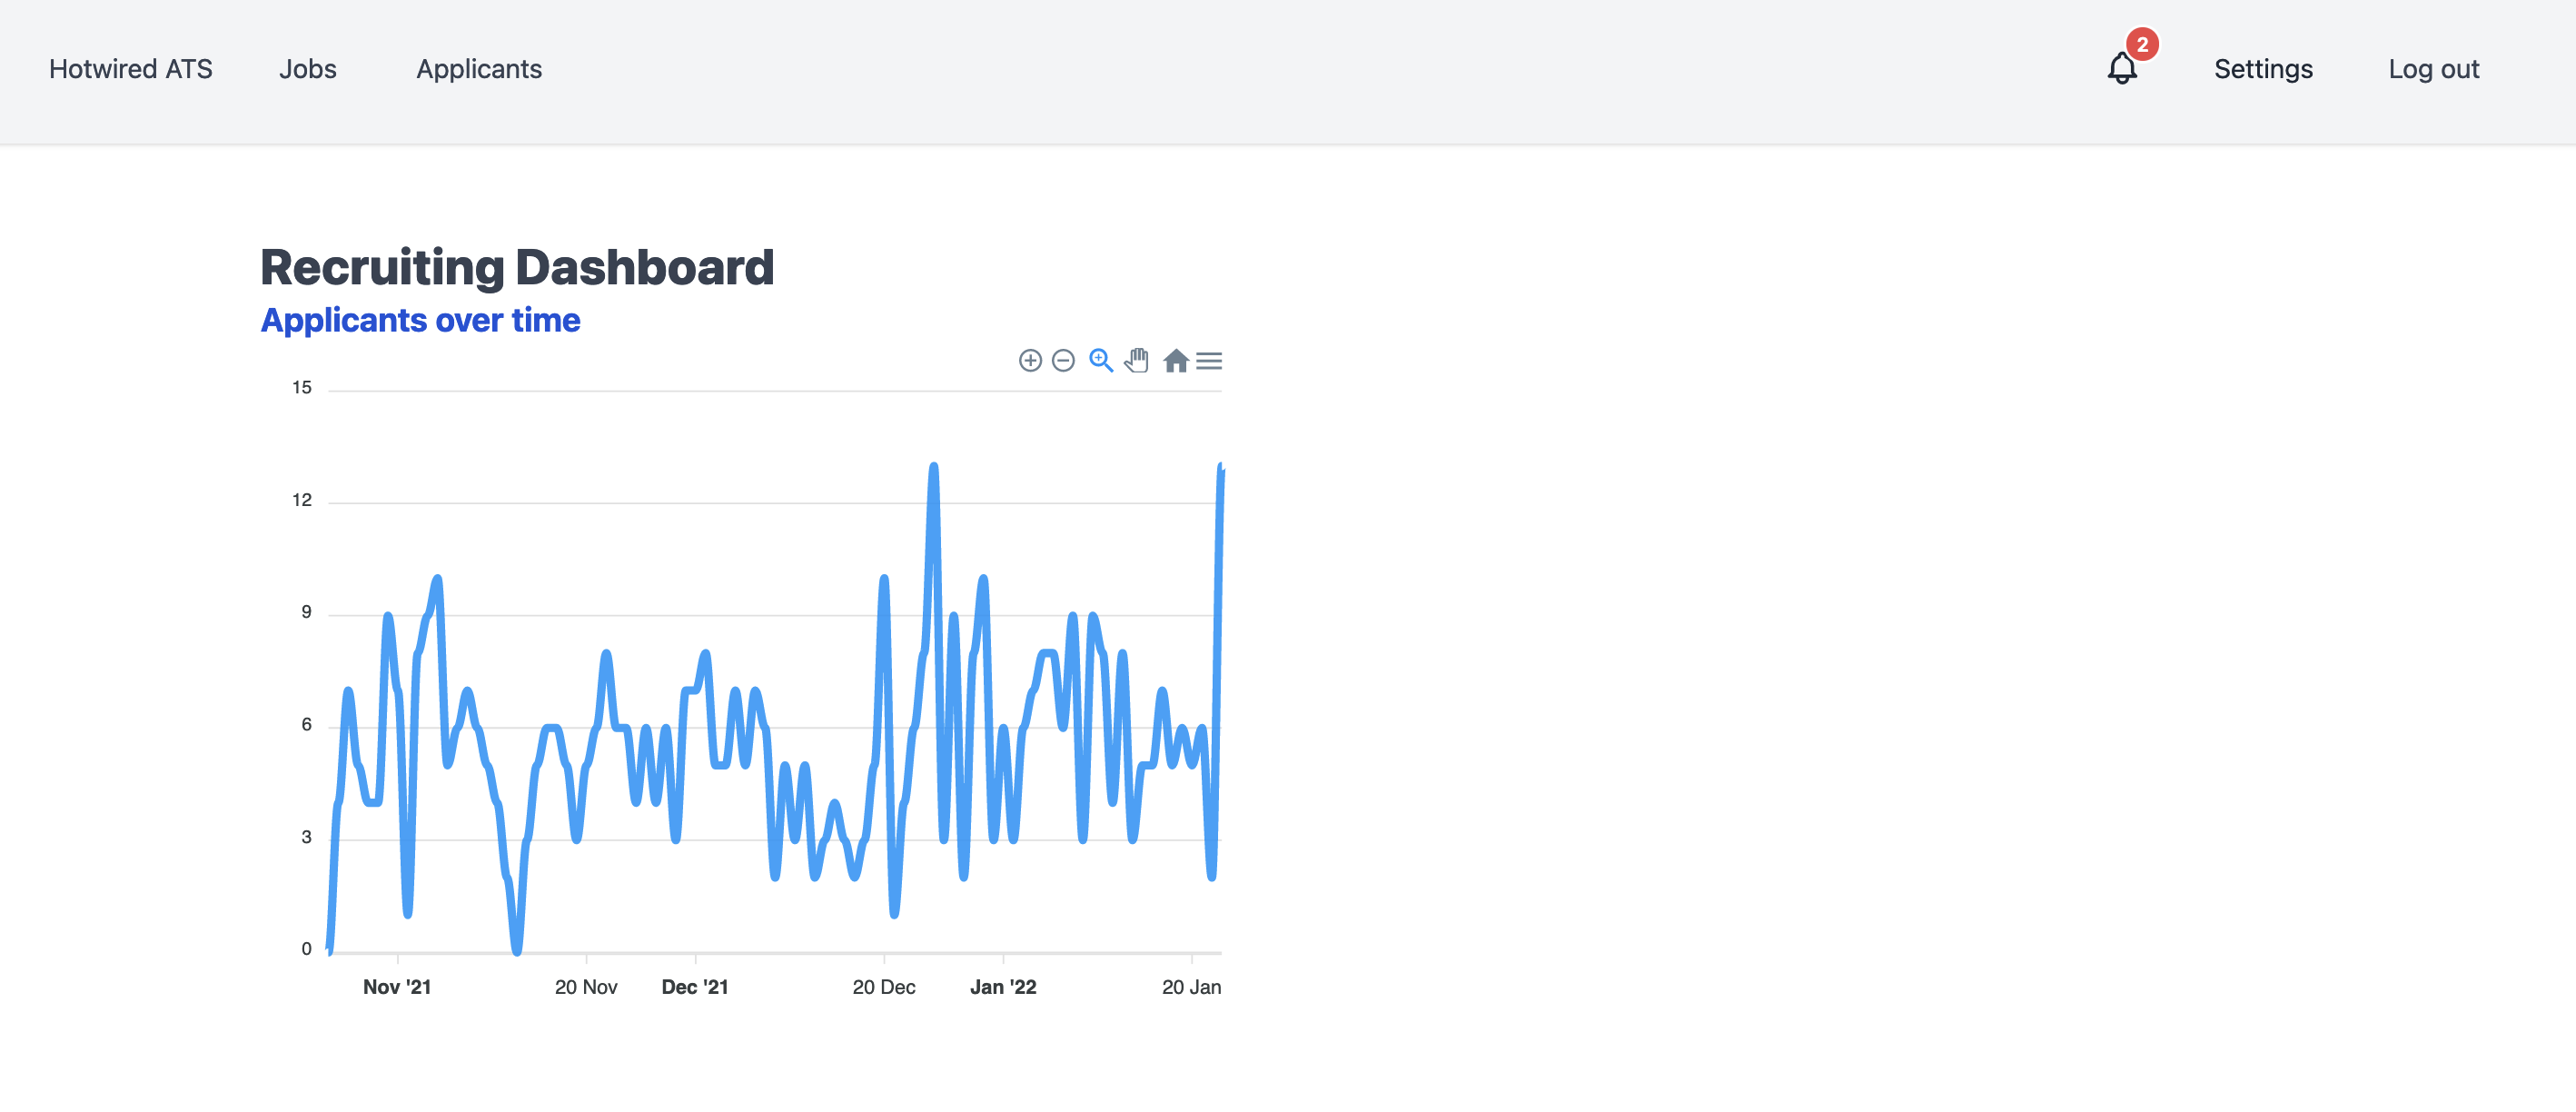 Hotwired ATS Jobs Applicants 2 Settings Log out
Recruiting Dashboard
Applicants over time
15
12
9
6
3
0
Nov '21 20 Nov Dec '21 20 Dec Jan '22 20 Jan